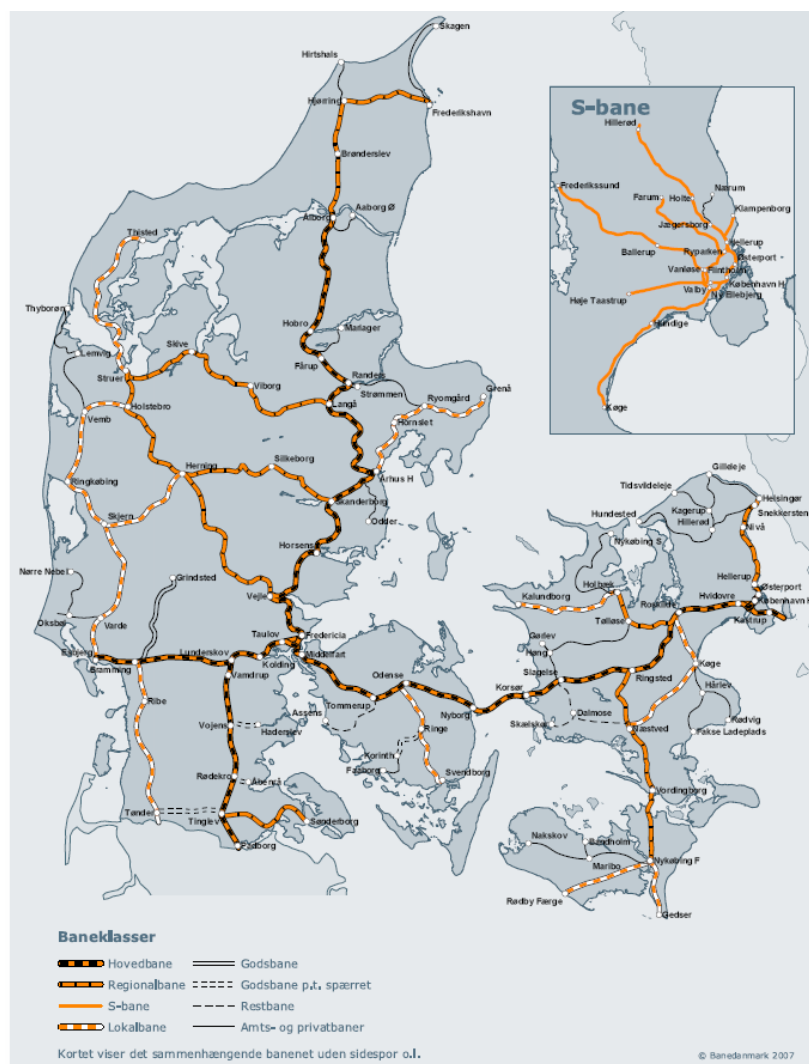 Skagen
Hirtshals
Hjørring
Frederikshavn
Brønderslev
Ålborg
Aaborg Ø
Thisted
Thyborøn
Hobro
Mariager
Lemvig
Skive
Fårup
Struer
Viborg
Randers
Strømmen
Grenå
Langå
Ryomgård
Holstebro
Vemb
Hornslet
Herning
Silkeborg
Århus H
Ringkøbing
Skanderborg
Skjern
Odder
Horsens
Nørre Nebel
Grindsted
Vejle
Oksbøl
Varde
Taulov
Fredericia
Esbjerg
Lunderskov
Kolding
Middelfart
Bramming
Vamdrup
Odense
Ribe
Assens
Tommerup
Nyborg
Vojens
Haderslev
Ringe
Korinth
Faaborg
Rødekro
Åbenrå
Svendborg
Tønder
Tinglev
Sønderborg
Padborg
S-bane
Hillerød
Frederikssund
Farum
Holte
Nærum
Klampenborg
Jægersborg
Hellerup
Ballerup
Ryparken
Østerport
Vanløse
Flintholm
København H
Valby
Ny Ellebjerg
Høje Taastrup
Hundige
Køge
Gilleleje
Tidsvildeleje
Helsingør
Hundested
Kagerup
Snekkersten
Hillerød
Nivå
Nykøbing S
Hellerup
Østerport
Holbæk
København H
Kalundborg
Hvidovre
Roskilde
Kastrup
Tølløse
Gørlev
Høng
Køge
Slagelse
Ringsted
Hårlev
Korsør
Dalmose
Rødvig
Skælskør
Næstved
Fakse Ladeplads
Vordingborg
Nakskov
Bandholm
Maribo
Nykøbing F
Rødby Færge
Gedser
Baneklasser
Hovedbane
Godsbane
Regionalbane
Godsbane p.t. spærret
S-bane
Restbane
Lokalbane
Amts- og privatbaner
Kortet viser det sammenhængende banenet uden sidespor o.l.
© Banedanmark 2007